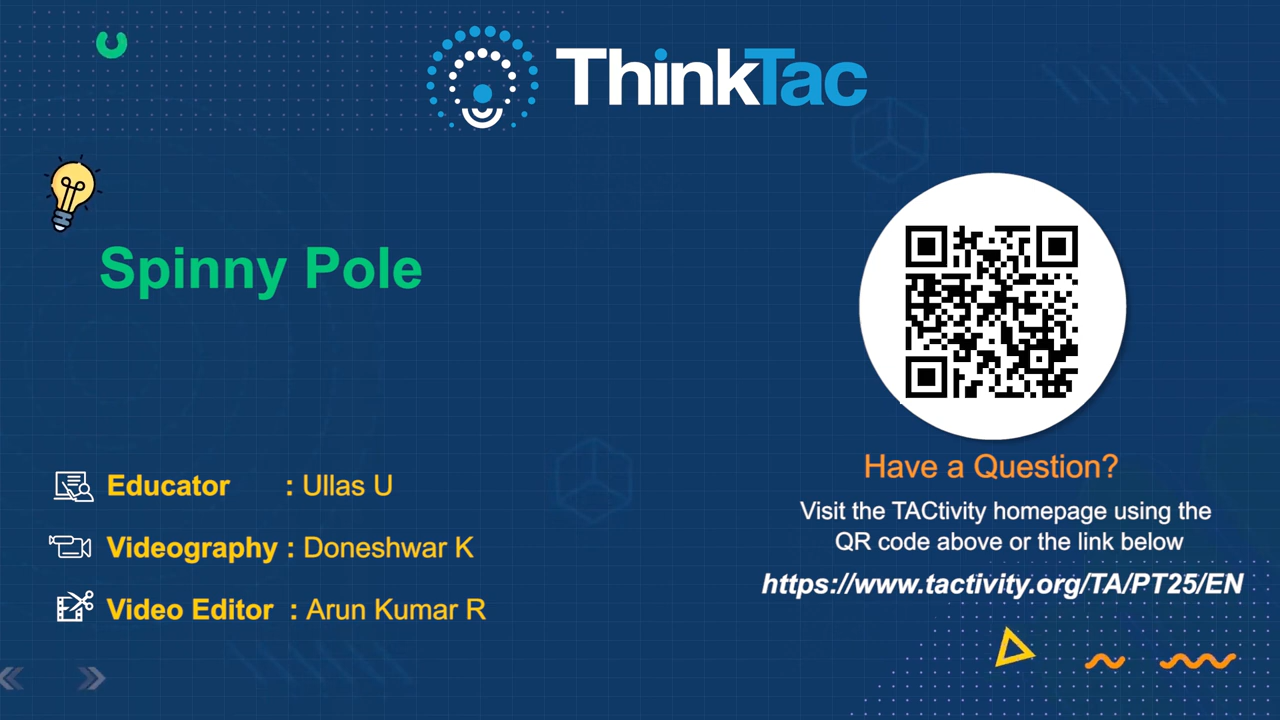 ThinkTac
Spinny Pole
Educator : Ullas U
Videography : Doneshwar K
Video Editor : Arun Kumar R
Have a Question?
Visit the TACtivity homepage using the
QR code above or the link below
https://www.tactivity.org/TA/PT25/EN